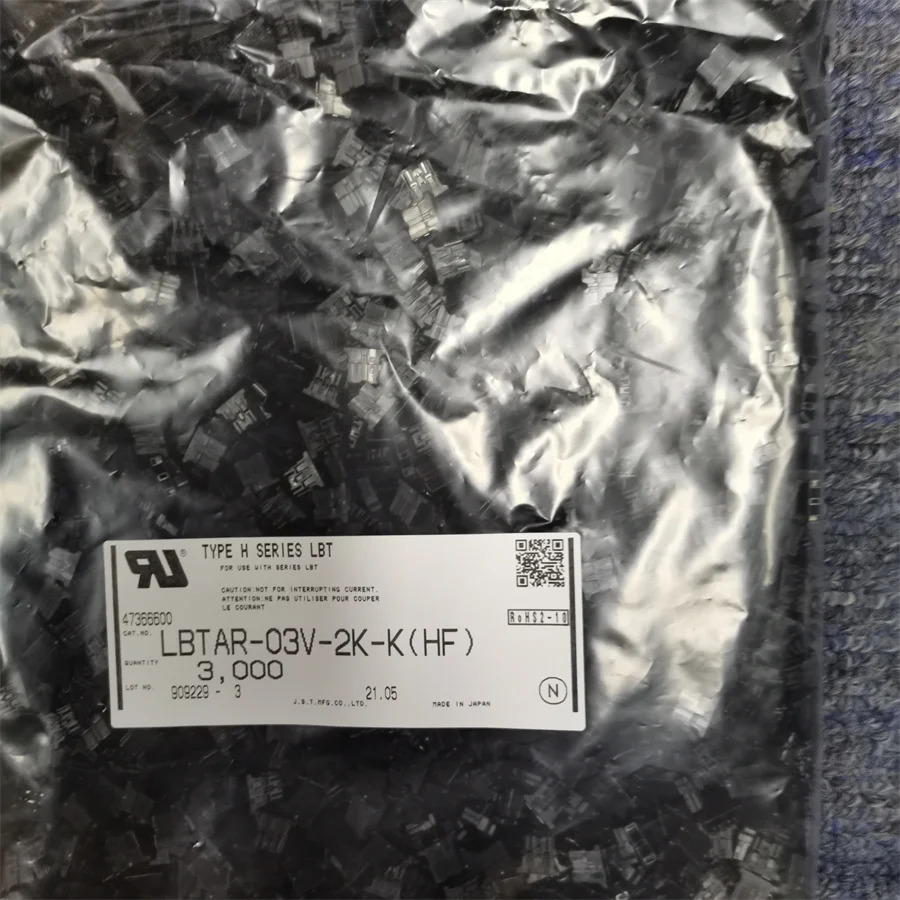 RU® TYPE H SERIES LBT
FOR USE WITH SERIES LBT
CAUTION:NOT FOR INTERRUPTING CURRENT.
ATTENTION:NE PAS UTILISER POUR COUPER
LE COURANT
47366600
RoHS2-10
CAT.NO. LBTAR-03V-2K-K(HF)
QUANTITY 3,000
LOT NO. 909229 - 3 21.05 N
J.S.T.MFG.CO.,LTD. MADE IN JAPAN